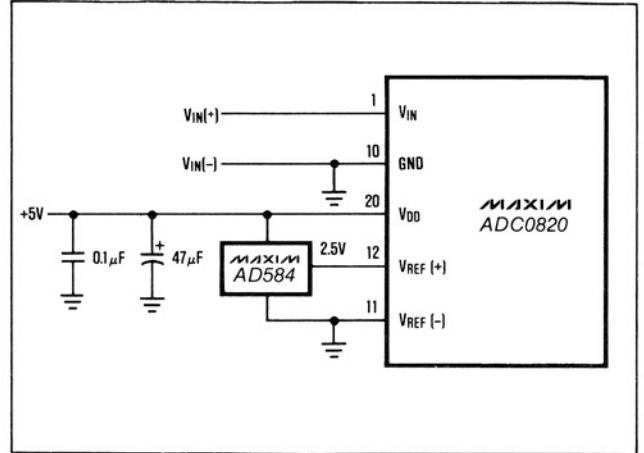 1
VIN(+)
VIN
10
VIN(-)
GND
20
+5V
VDD
MAXIM
ADC0820
0.1µF
+
47µF
MAXIM
AD584
2.5V
12
VREF (+)
11
VREF (-)